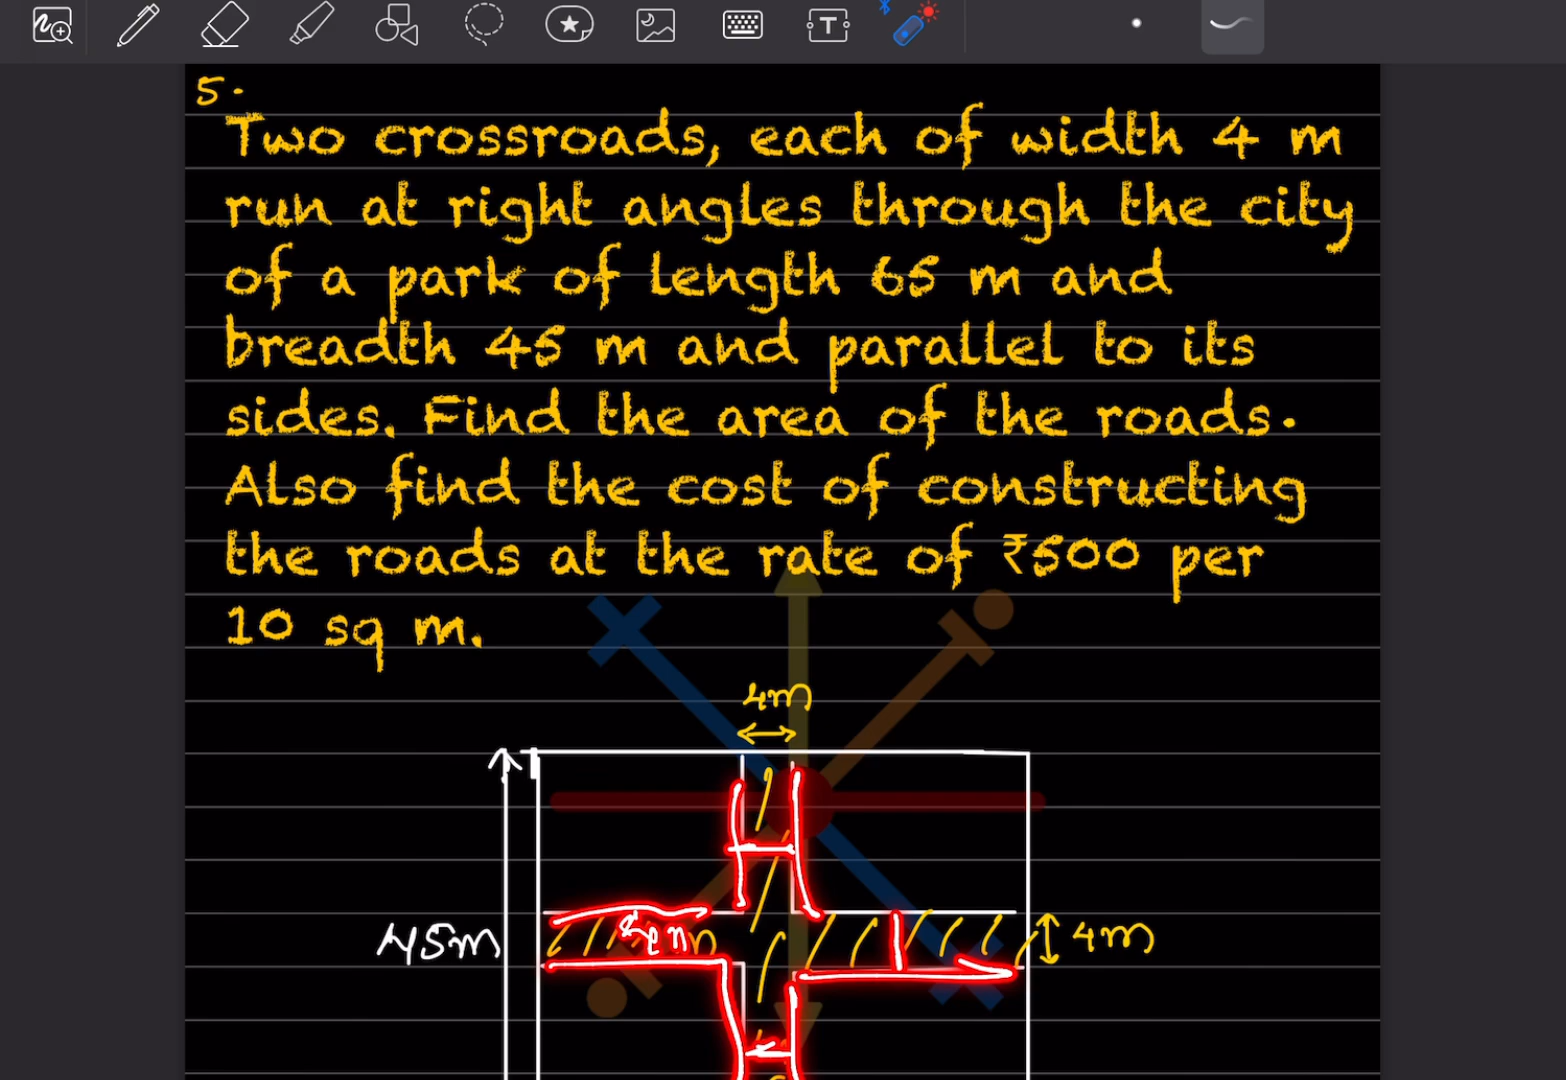 5.
Two crossroads, each of width 4 m
run at right angles through the city
of a park of length 65 m and
breadth 45 m and parallel to its
sides. Find the area of the roads.
Also find the cost of constructing
the roads at the rate of ₹500 per
10 sq m.
4m
45m
4m